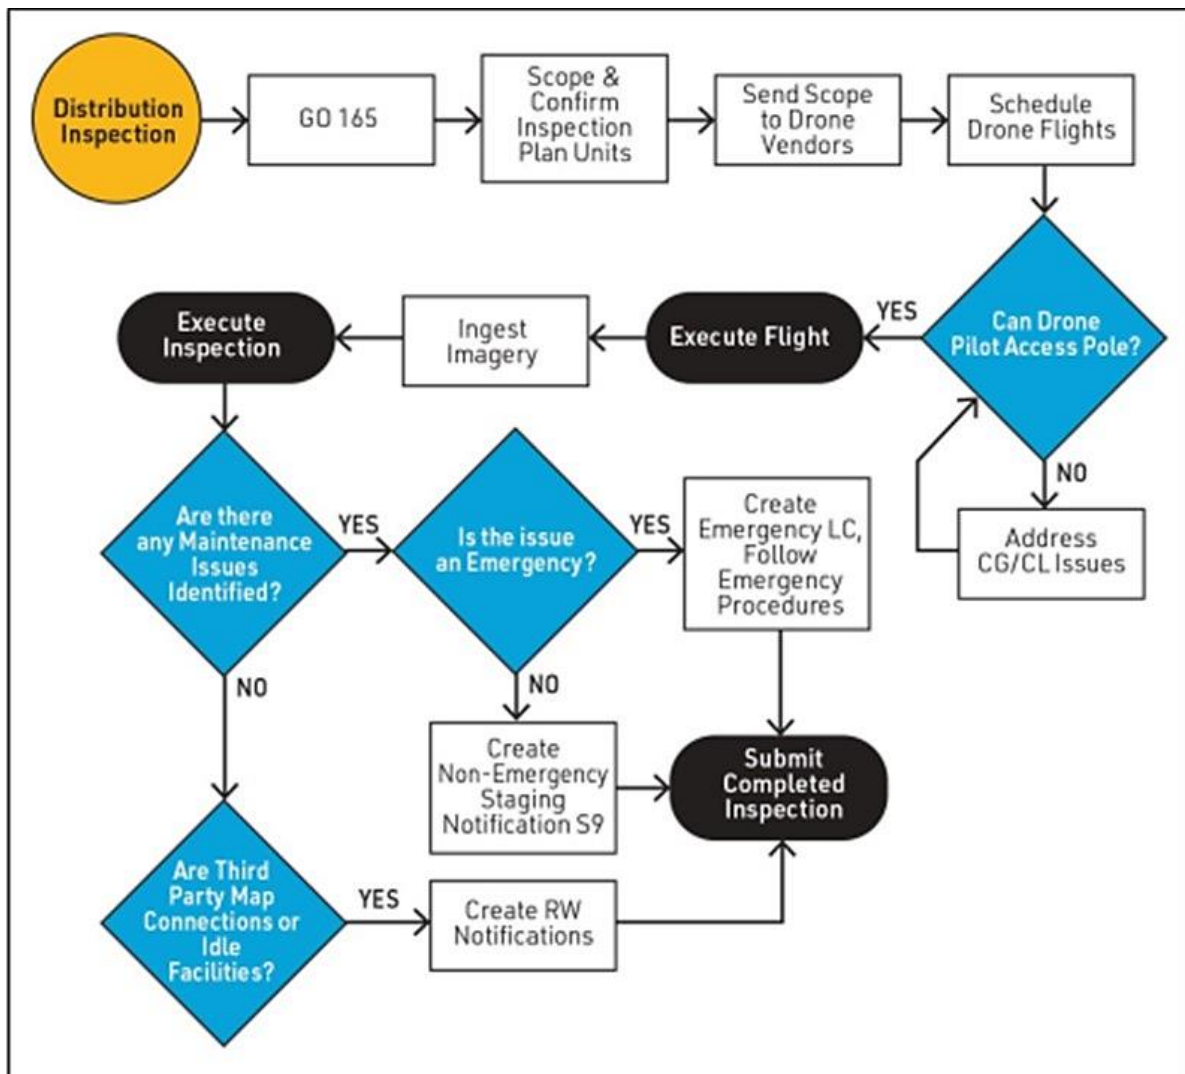 Distribution
Inspection
GO 165
Scope &
Confirm
Inspection
Plan Units
Send Scope
to Drone
Vendors
Schedule
Drone Flights
Can Drone
Pilot Access Pole?
YES
NO
Address
CG/CL Issues
Execute Flight
Ingest
Imagery
Execute
Inspection
Are there
any Maintenance
Issues
Identified?
YES
NO
Is the issue
an Emergency?
YES
NO
Create
Emergency LC,
Follow
Emergency
Procedures
Create
Non-Emergency
Staging
Notification S9
Submit
Completed
Inspection
Are Third
Party Map
Connections or
Idle
Facilities?
YES
Create RW
Notifications